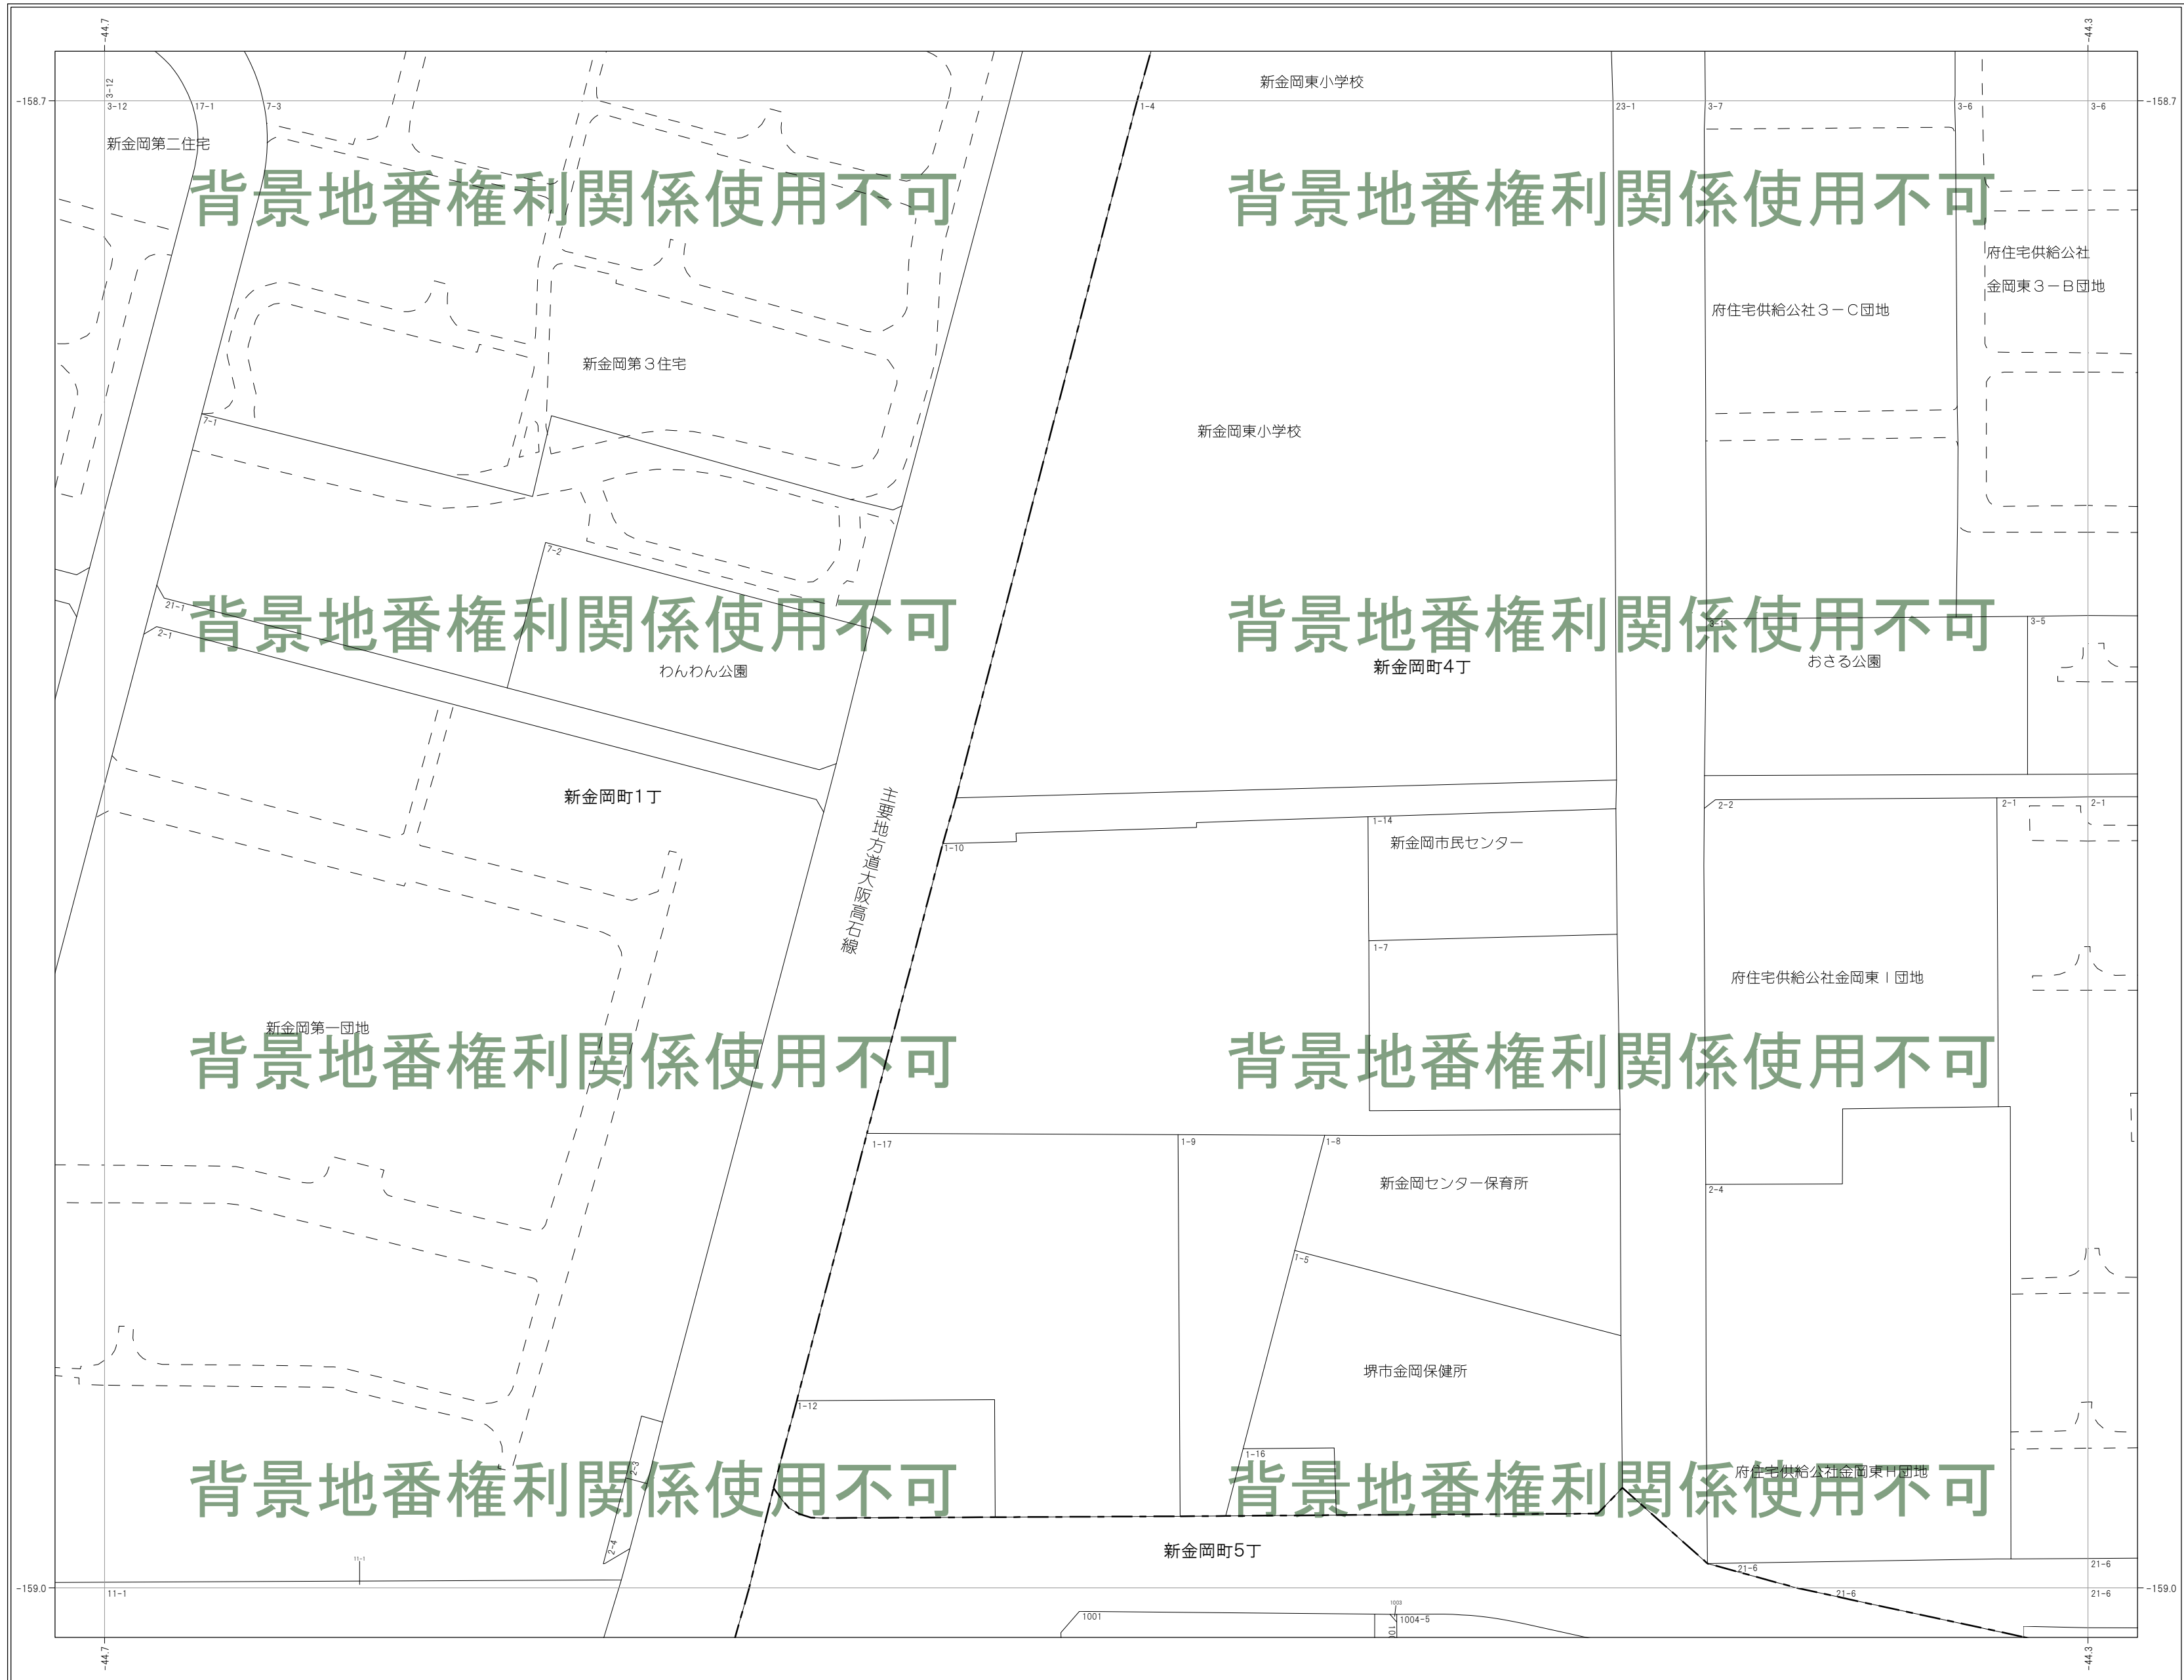 -44.7
-44.3
-158.7
3-12
3-12
17-1
7-3
1-4
新金岡東小学校
23-1
3-7
3-6
3-6
-158.7
新金岡第二住宅
背景地番権利関係使用不可
背景地番権利関係使用不可
府住宅供給公社
金岡東3-B団地
府住宅供給公社3-C団地
新金岡第3住宅
7-1
新金岡東小学校
7-2
21-1
2-1
背景地番権利関係使用不可
背景地番権利関係使用不可
3-1
3-5
わんわん公園
新金岡町4丁
おさる公園
新金岡町1丁
主要地方道大阪高石線
2-2
2-1
2-1
1-10
1-14
新金岡市民センター
1-7
府住宅供給公社金岡東I団地
新金岡第一団地
背景地番権利関係使用不可
背景地番権利関係使用不可
1-17
1-9
1-8
新金岡センター保育所
2-4
1-5
堺市金岡保健所
1-12
1-16
2-3
背景地番権利関係使用不可
背景地番権利関係使用不可
府住宅供給公社金岡東H団地
2-4
新金岡町5丁
11-1
21-6
21-6
-159.0
11-1
21-6
21-6
-159.0
1001
1003
1004-5
-44.7
-44.3